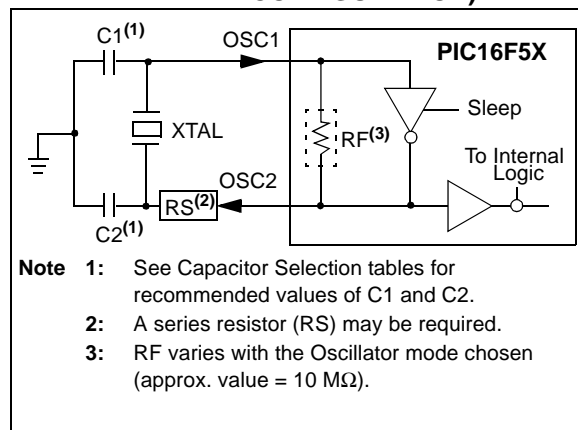 C1(1)
OSC1
PIC16F5X
Sleep
XTAL
RF(3)
To Internal
Logic
OSC2
RS(2)
C2(1)
Note 1: See Capacitor Selection tables for
recommended values of C1 and C2.
2: A series resistor (RS) may be required.
3: RF varies with the Oscillator mode chosen
(approx. value = 10 MΩ).